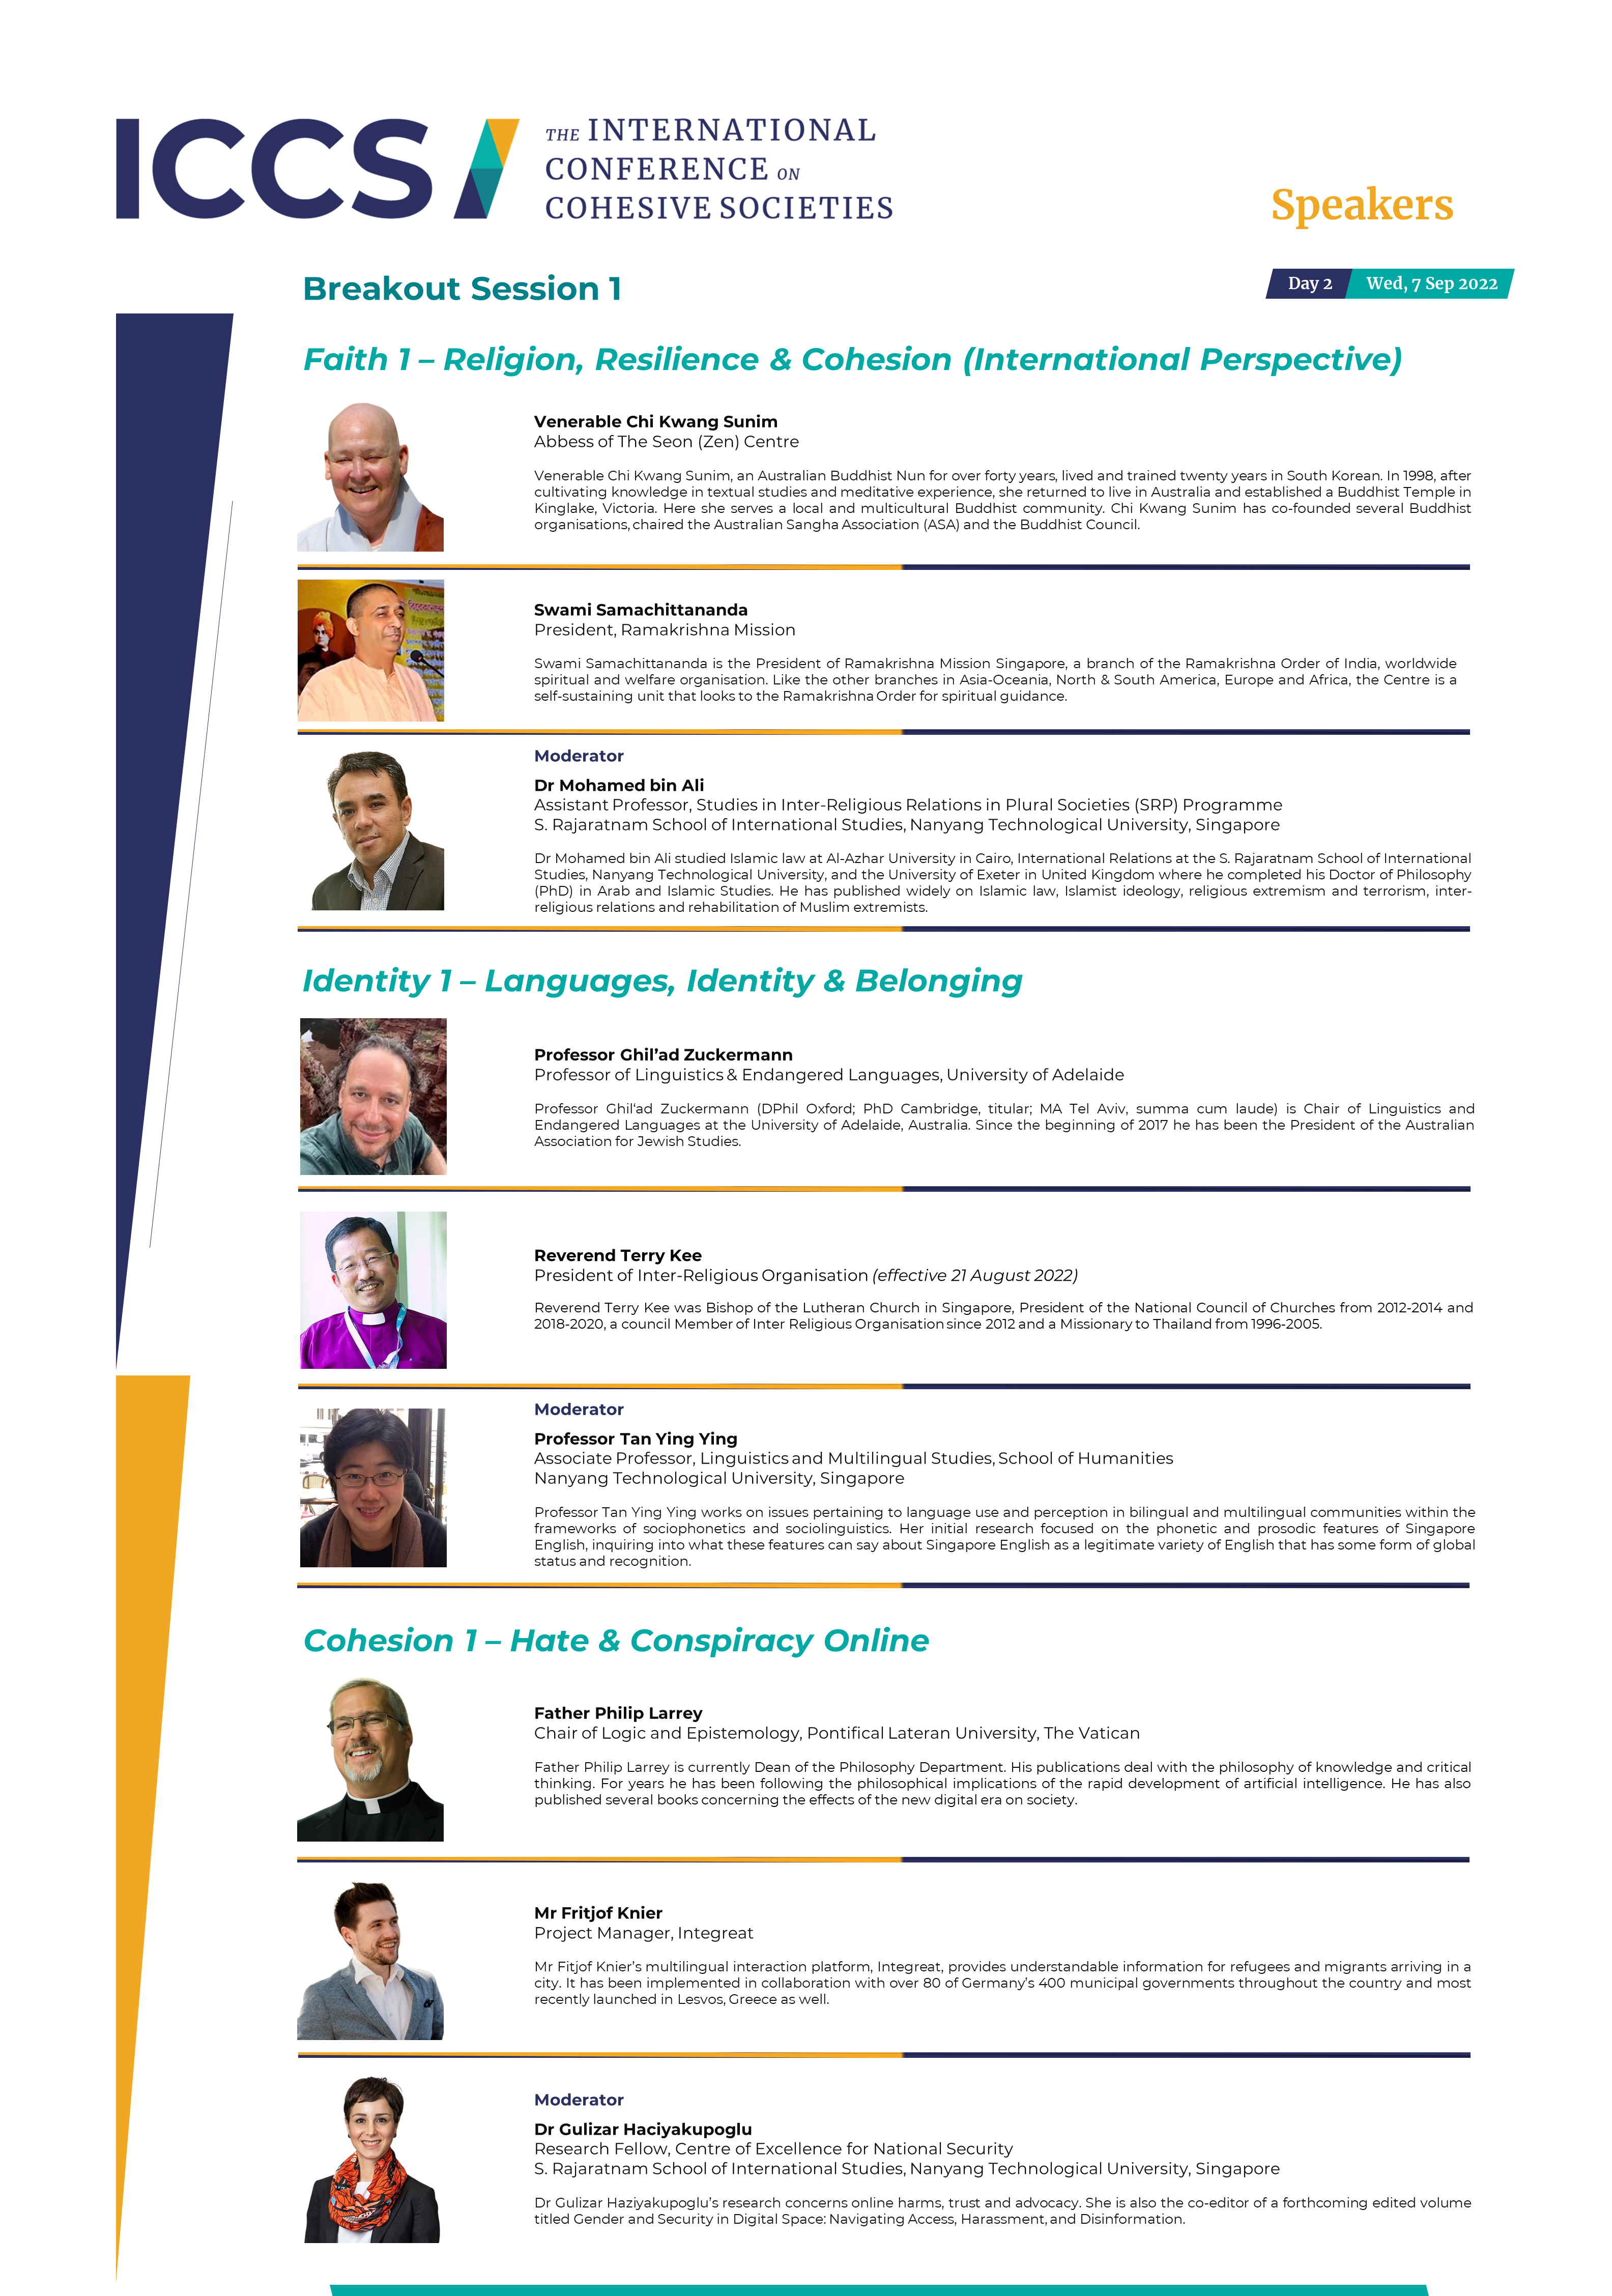 ICCS
THE INTERNATIONAL
CONFERENCE ON
COHESIVE SOCIETIES
Speakers
Breakout Session 1
Day 2 Wed, 7 Sep 2022
Faith 1 – Religion, Resilience & Cohesion (International Perspective)
Venerable Chi Kwang Sunim
Abbess of The Seon (Zen) Centre
Venerable Chi Kwang Sunim, an Australian Buddhist Nun for over forty years, lived and trained twenty years in South Korean. In 1998, after
cultivating knowledge in textual studies and meditative experience, she returned to live in Australia and established a Buddhist Temple in
Kinglake, Victoria. Here she serves a local and multicultural Buddhist community. Chi Kwang Sunim has co-founded several Buddhist
organisations, chaired the Australian Sangha Association (ASA) and the Buddhist Council.
Swami Samachittananda
President, Ramakrishna Mission
Swami Samachittananda is the President of Ramakrishna Mission Singapore, a branch of the Ramakrishna Order of India, worldwide
spiritual and welfare organisation. Like the other branches in Asia-Oceania, North & South America, Europe and Africa, the Centre is a
self-sustaining unit that looks to the Ramakrishna Order for spiritual guidance.
Moderator
Dr Mohamed bin Ali
Assistant Professor, Studies in Inter-Religious Relations in Plural Societies (SRP) Programme
S. Rajaratnam School of International Studies, Nanyang Technological University, Singapore
Dr Mohamed bin Ali studied Islamic law at Al-Azhar University in Cairo, International Relations at the S. Rajaratnam School of International
Studies, Nanyang Technological University, and the University of Exeter in United Kingdom where he completed his Doctor of Philosophy
(PhD) in Arab and Islamic Studies. He has published widely on Islamic law, Islamist ideology, religious extremism and terrorism, inter-
religious relations and rehabilitation of Muslim extremists.
Identity 1 – Languages, Identity & Belonging
Professor Ghil’ad Zuckermann
Professor of Linguistics & Endangered Languages, University of Adelaide
Professor Ghil‘ad Zuckermann (DPhil Oxford; PhD Cambridge, titular; MA Tel Aviv, summa cum laude) is Chair of Linguistics and
Endangered Languages at the University of Adelaide, Australia. Since the beginning of 2017 he has been the President of the Australian
Association for Jewish Studies.
Reverend Terry Kee
President of Inter-Religious Organisation (effective 21 August 2022)
Reverend Terry Kee was Bishop of the Lutheran Church in Singapore, President of the National Council of Churches from 2012-2014 and
2018-2020, a council Member of Inter Religious Organisation since 2012 and a Missionary to Thailand from 1996-2005.
Moderator
Professor Tan Ying Ying
Associate Professor, Linguistics and Multilingual Studies, School of Humanities
Nanyang Technological University, Singapore
Professor Tan Ying Ying works on issues pertaining to language use and perception in bilingual and multilingual communities within the
frameworks of sociophonetics and sociolinguistics. Her initial research focused on the phonetic and prosodic features of Singapore
English, inquiring into what these features can say about Singapore English as a legitimate variety of English that has some form of global
status and recognition.
Cohesion 1 – Hate & Conspiracy Online
Father Philip Larrey
Chair of Logic and Epistemology, Pontifical Lateran University, The Vatican
Father Philip Larrey is currently Dean of the Philosophy Department. His publications deal with the philosophy of knowledge and critical
thinking. For years he has been following the philosophical implications of the rapid development of artificial intelligence. He has also
published several books concerning the effects of the new digital era on society.
Mr Fritjof Knier
Project Manager, Integreat
Mr Fitjof Knier’s multilingual interaction platform, Integreat, provides understandable information for refugees and migrants arriving in a
city. It has been implemented in collaboration with over 80 of Germany’s 400 municipal governments throughout the country and most
recently launched in Lesvos, Greece as well.
Moderator
Dr Gulizar Haciyakupoglu
Research Fellow, Centre of Excellence for National Security
S. Rajaratnam School of International Studies, Nanyang Technological University, Singapore
Dr Gulizar Haziyakupoglu’s research concerns online harms, trust and advocacy. She is also the co-editor of a forthcoming edited volume
titled Gender and Security in Digital Space: Navigating Access, Harassment, and Disinformation.